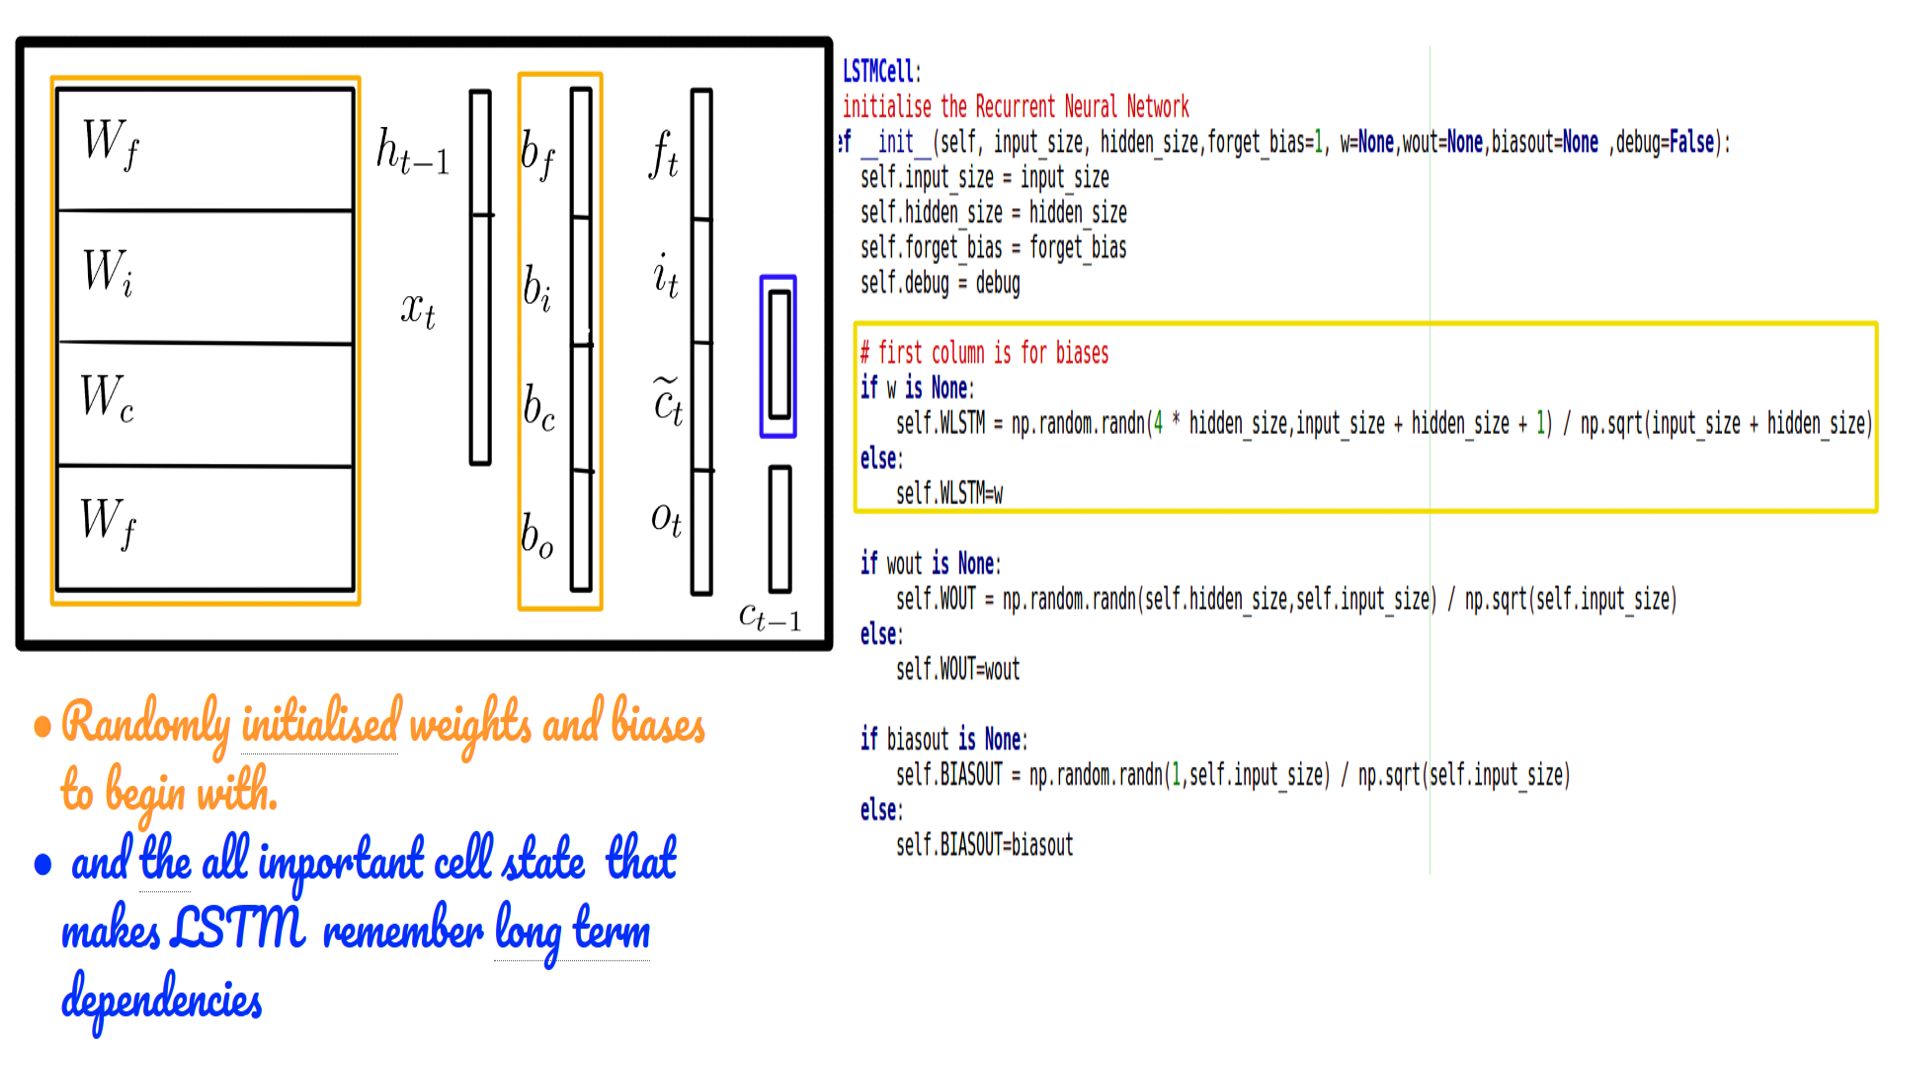 W_f
W_i
W_c
W_f
h_{t-1}
x_t
b_f
b_i
b_c
b_o
f_t
i_t
\tilde{c}_t
o_t
c_{t-1}
• Randomly initialised weights and biases
to begin with.
• and the all important cell state that
makes LSTM remember long term
dependencies
LSTMCell:
initialise the Recurrent Neural Network
ef __init__(self, input_size, hidden_size,forget_bias=1, w=None,wout=None,biasout=None ,debug=False):
self.input_size = input_size
self.hidden_size = hidden_size
self.forget_bias = forget_bias
self.debug = debug
# first column is for biases
if w is None:
self.WLSTM = np.random.randn(4 * hidden_size,input_size + hidden_size + 1) / np.sqrt(input_size + hidden_size)
else:
self.WLSTM=w
if wout is None:
self.WOUT = np.random.randn(self.hidden_size,self.input_size) / np.sqrt(self.input_size)
else:
self.WOUT=wout
if biasout is None:
self.BIASOUT = np.random.randn(1,self.input_size) / np.sqrt(self.input_size)
else:
self.BIASOUT=biasout